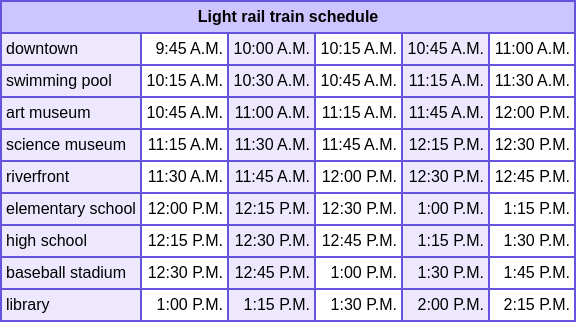 Light rail train schedule
downtown 9:45 A.M. 10:00 A.M. 10:15 A.M. 10:45 A.M. 11:00 A.M.
swimming pool 10:15 A.M. 10:30 A.M. 10:45 A.M. 11:15 A.M. 11:30 A.M.
art museum 10:45 A.M. 11:00 A.M. 11:15 A.M. 11:45 A.M. 12:00 P.M.
science museum 11:15 A.M. 11:30 A.M. 11:45 A.M. 12:15 P.M. 12:30 P.M.
riverfront 11:30 A.M. 11:45 A.M. 12:00 P.M. 12:30 P.M. 12:45 P.M.
elementary school 12:00 P.M. 12:15 P.M. 12:30 P.M. 1:00 P.M. 1:15 P.M.
high school 12:15 P.M. 12:30 P.M. 12:45 P.M. 1:15 P.M. 1:30 P.M.
baseball stadium 12:30 P.M. 12:45 P.M. 1:00 P.M. 1:30 P.M. 1:45 P.M.
library 1:00 P.M. 1:15 P.M. 1:30 P.M. 2:00 P.M. 2:15 P.M.